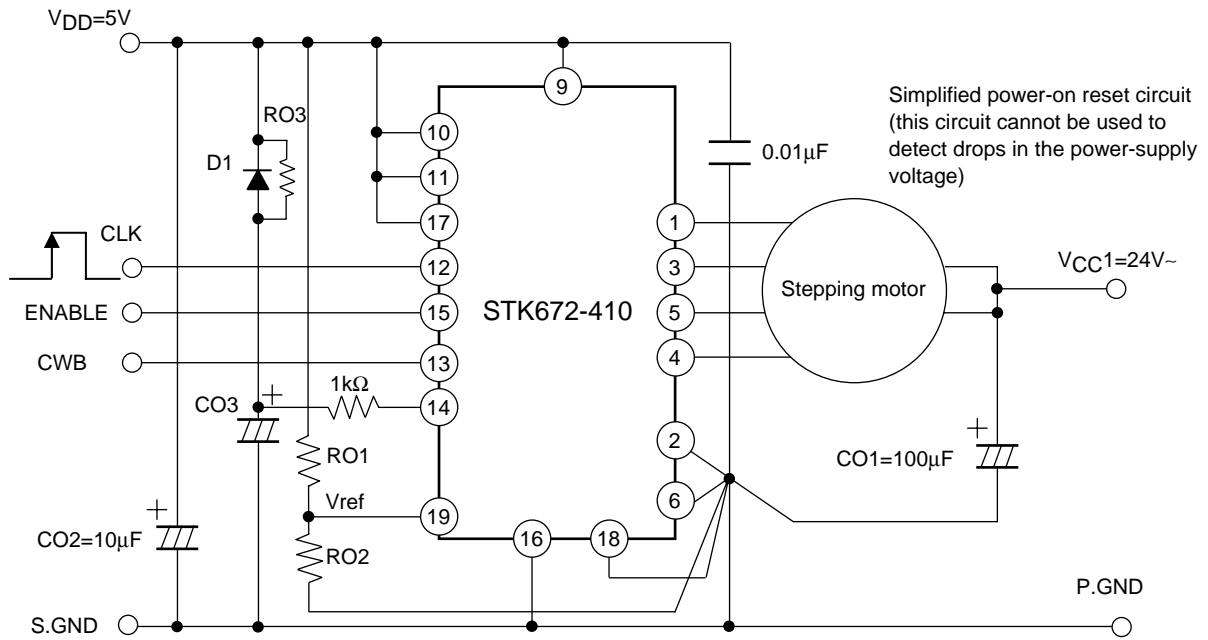 VDD=5V
9
Simplified power-on reset circuit
(this circuit cannot be used to
detect drops in the power-supply
voltage)
RO3
D1
10
11
17
0.01µF
1
CLK
12
3
VCC1=24V~
Stepping motor
ENABLE
15
STK672-410
5
CWB
13
4
+
1kΩ
CO3
14
2
+
CO1=100µF
RO1
6
Vref
19
+
CO2=10µF
RO2
16
18
P.GND
S.GND